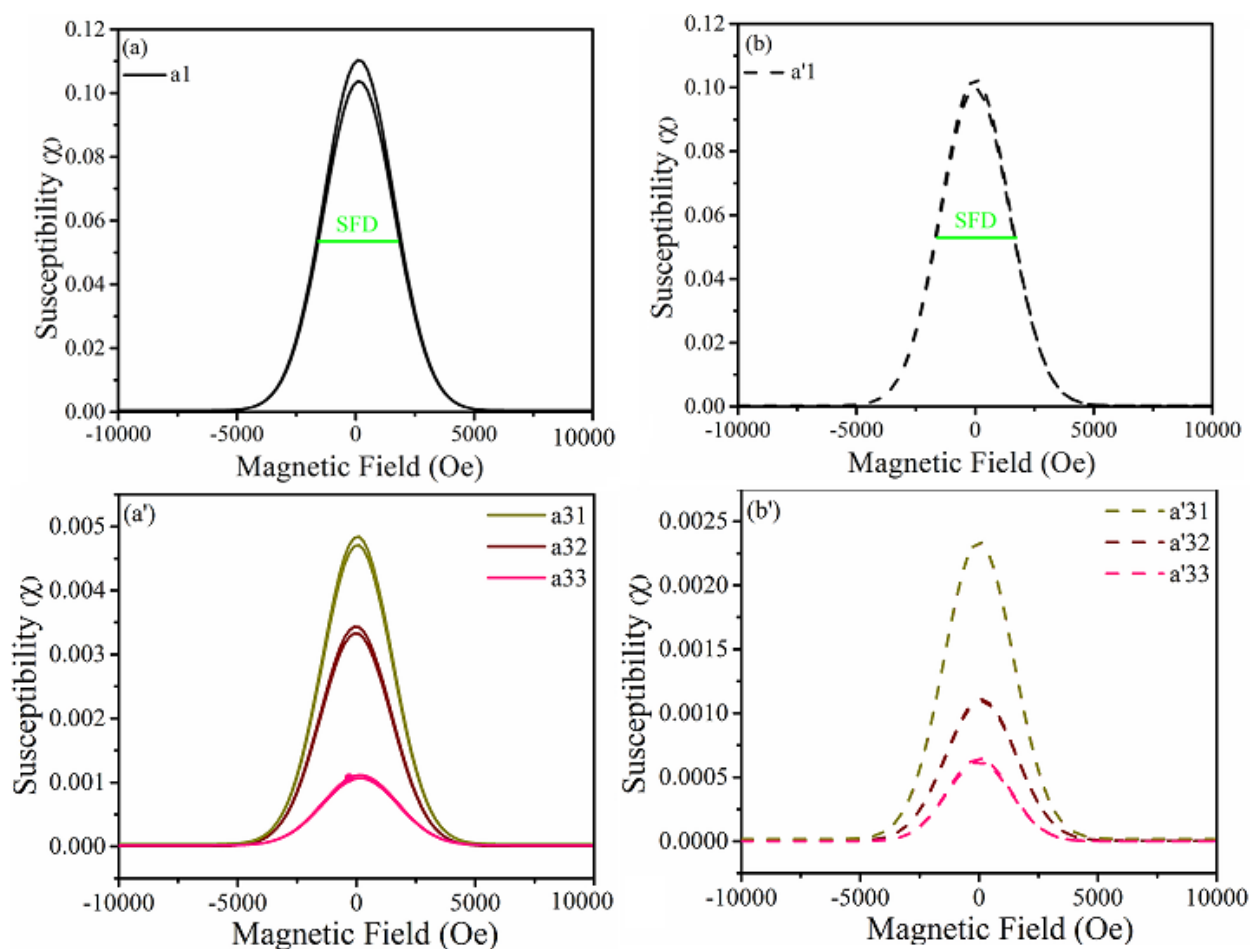 (a)
a1
SFD
0.12
0.10
0.08
0.06
0.04
0.02
0.00
Susceptibility (χ)
-10000 -5000 0 5000 10000
Magnetic Field (Oe)
(b)
a'1
SFD
0.12
0.10
0.08
0.06
0.04
0.02
0.00
Susceptibility (χ)
-10000 -5000 0 5000 10000
Magnetic Field (Oe)
(a')
a31
a32
a33
0.005
0.004
0.003
0.002
0.001
0.000
Susceptibility (χ)
-10000 -5000 0 5000 10000
Magnetic Field (Oe)
(b')
a'31
a'32
a'33
0.0025
0.0020
0.0015
0.0010
0.0005
0.0000
Susceptibility (χ)
-10000 -5000 0 5000 10000
Magnetic Field (Oe)